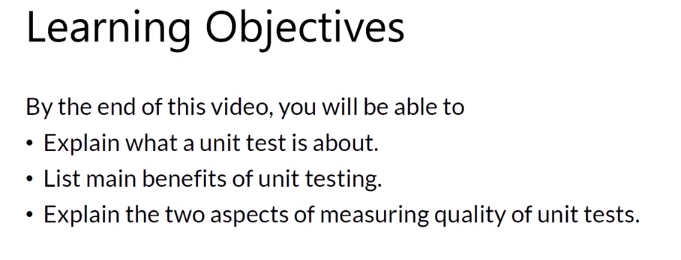 Learning Objectives
By the end of this video, you will be able to
• Explain what a unit test is about.
• List main benefits of unit testing.
• Explain the two aspects of measuring quality of unit tests.